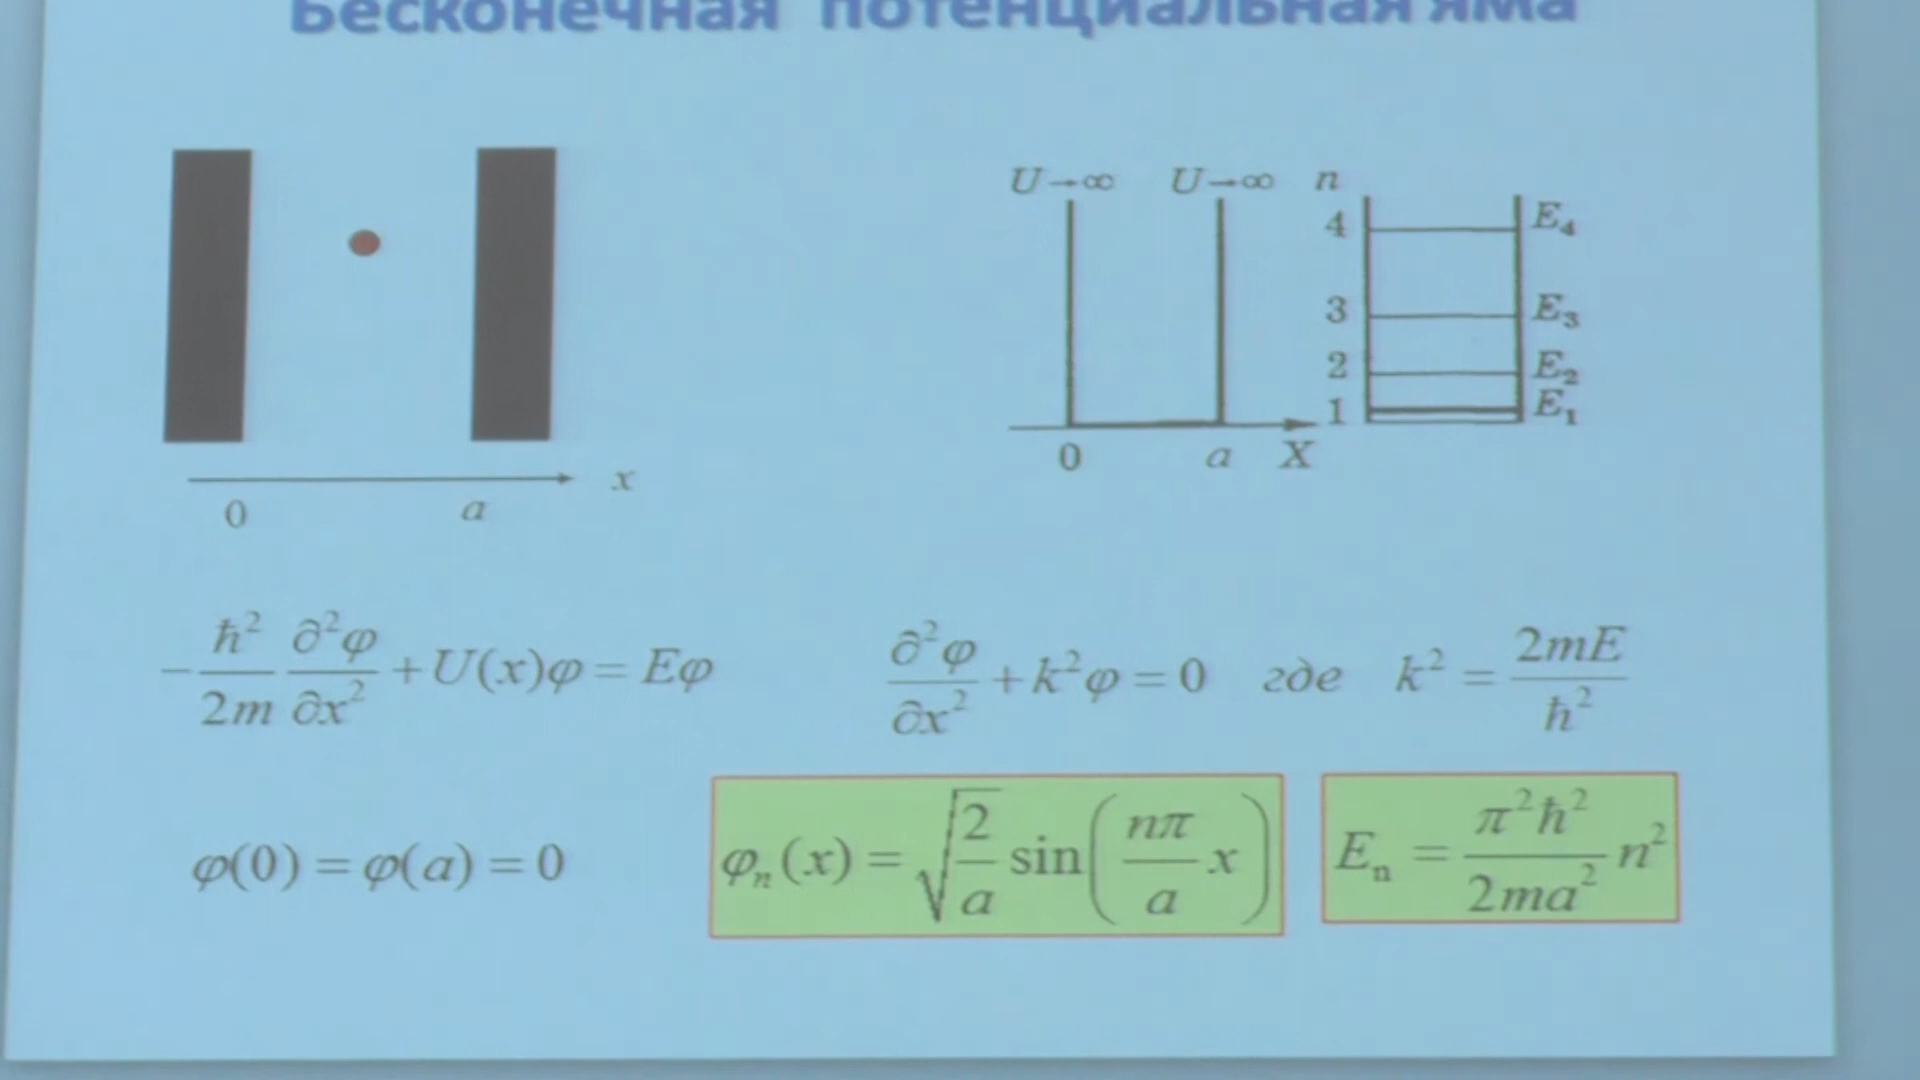 Бесконечная потенциальная яма
U→∞ U→∞ n
4 E₄
3 E₃
2 E₂
1 E₁
0 a X
x
0 a
−ħ²/2m ∂²φ/∂x² + U(x)φ = Eφ
∂²φ/∂x² + k²φ = 0 где k² = 2mE/ħ²
φ(0) = φ(a) = 0
φₙ(x) = √(2/a) sin(nπ/a x)
Eₙ = π²ħ²/2ma² n²